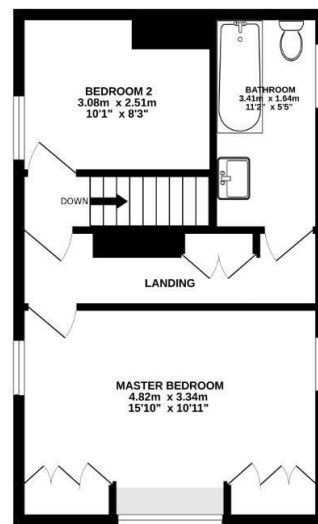 BEDROOM 2
3.08m x 2.51m
10'1" x 8'3"
BATHROOM
3.41m x 1.64m
11'2" x 5'5"
DOWN
LANDING
MASTER BEDROOM
4.82m x 3.34m
15'10" x 10'11"